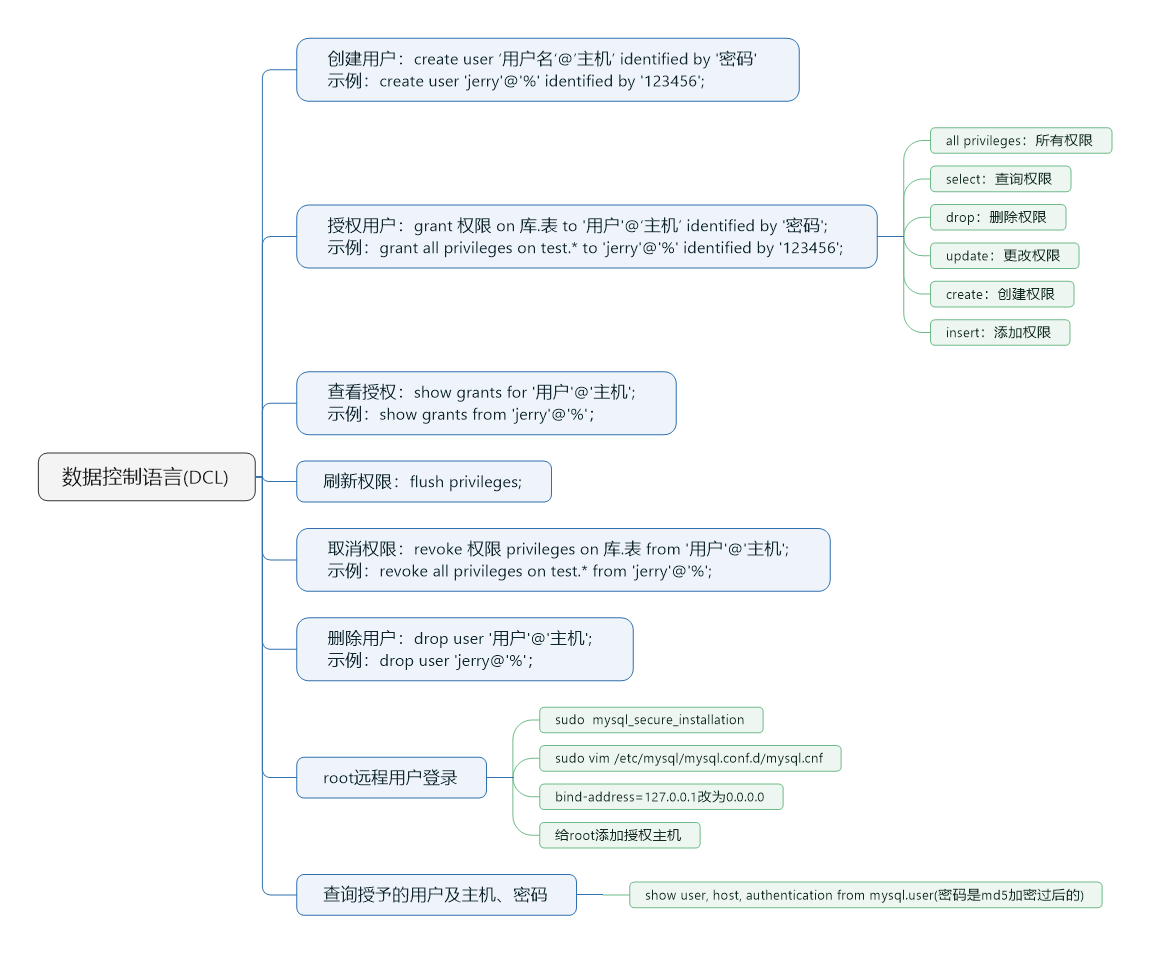 数据控制语言(DCL)
创建用户：create user ‘用户名‘@‘主机’ identified by '密码'
示例：create user 'jerry'@'%' identified by '123456';
授权用户：grant 权限 on 库.表 to '用户'@‘主机’ identified by '密码';
示例：grant all privileges on test.* to 'jerry'@'%' identified by '123456';
all privileges：所有权限
select：查询权限
drop：删除权限
update：更改权限
create：创建权限
insert：添加权限
查看授权：show grants for '用户'@'主机';
示例：show grants from 'jerry'@'%' ;
刷新权限：flush privileges;
取消权限：revoke 权限 privileges on 库.表 from '用户'@'主机';
示例：revoke all privileges on test.* from 'jerry'@'%';
删除用户：drop user '用户'@'主机';
示例：drop user 'jerry@'%' ;
root远程用户登录
sudo  mysql_secure_installation
sudo vim /etc/mysql/mysql.conf.d/mysql.cnf
bind-address=127.0.0.1改为0.0.0.0
给root添加授权主机
查询授予的用户及主机、密码
show user, host, authentication from mysql.user(密码是md5加密过后的)